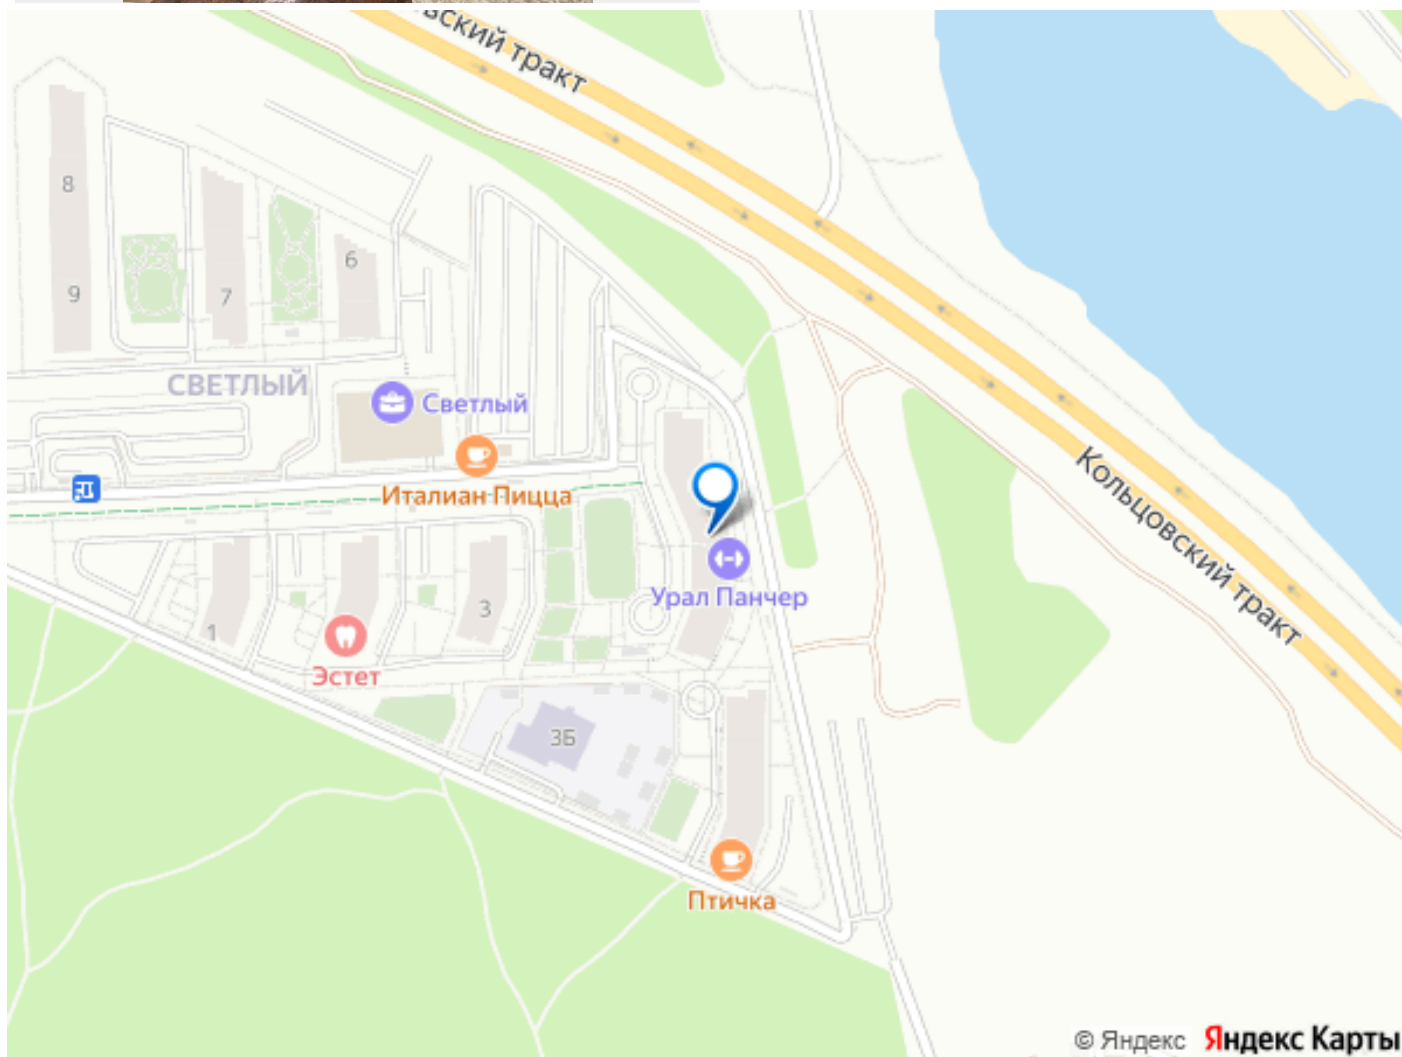 ьский тракт
8
6
9
7
СВЕТЛЫЙ
Светлый
Италиан Пицца
Кольцовский тракт
Урал Панчер
1
3
Эстет
3Б
Птичка
© Яндекс Яндекс Карты